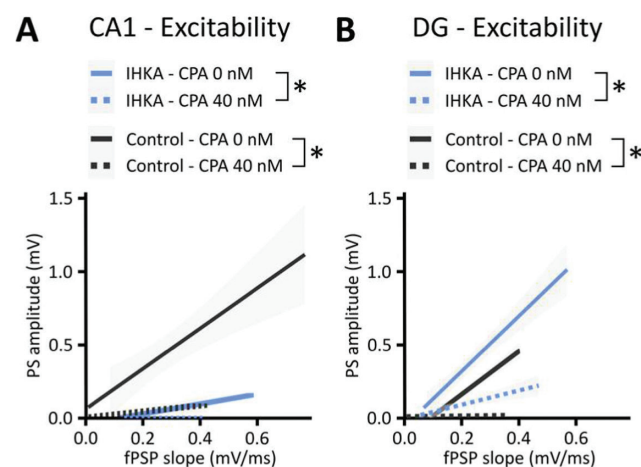 A CA1 - Excitability
IHKA - CPA 0 nM
IHKA - CPA 40 nM
*
Control - CPA 0 nM
Control - CPA 40 nM
*
PS amplitude (mV)
1.5
1.0
0.5
0.0
0.0 0.2 0.4 0.6
fPSP slope (mV/ms)
B DG - Excitability
IHKA - CPA 0 nM
IHKA - CPA 40 nM
*
Control - CPA 0 nM
Control - CPA 40 nM
*
PS amplitude (mV)
1.5
1.0
0.5
0.0
0.0 0.2 0.4 0.6
fPSP slope (mV/ms)